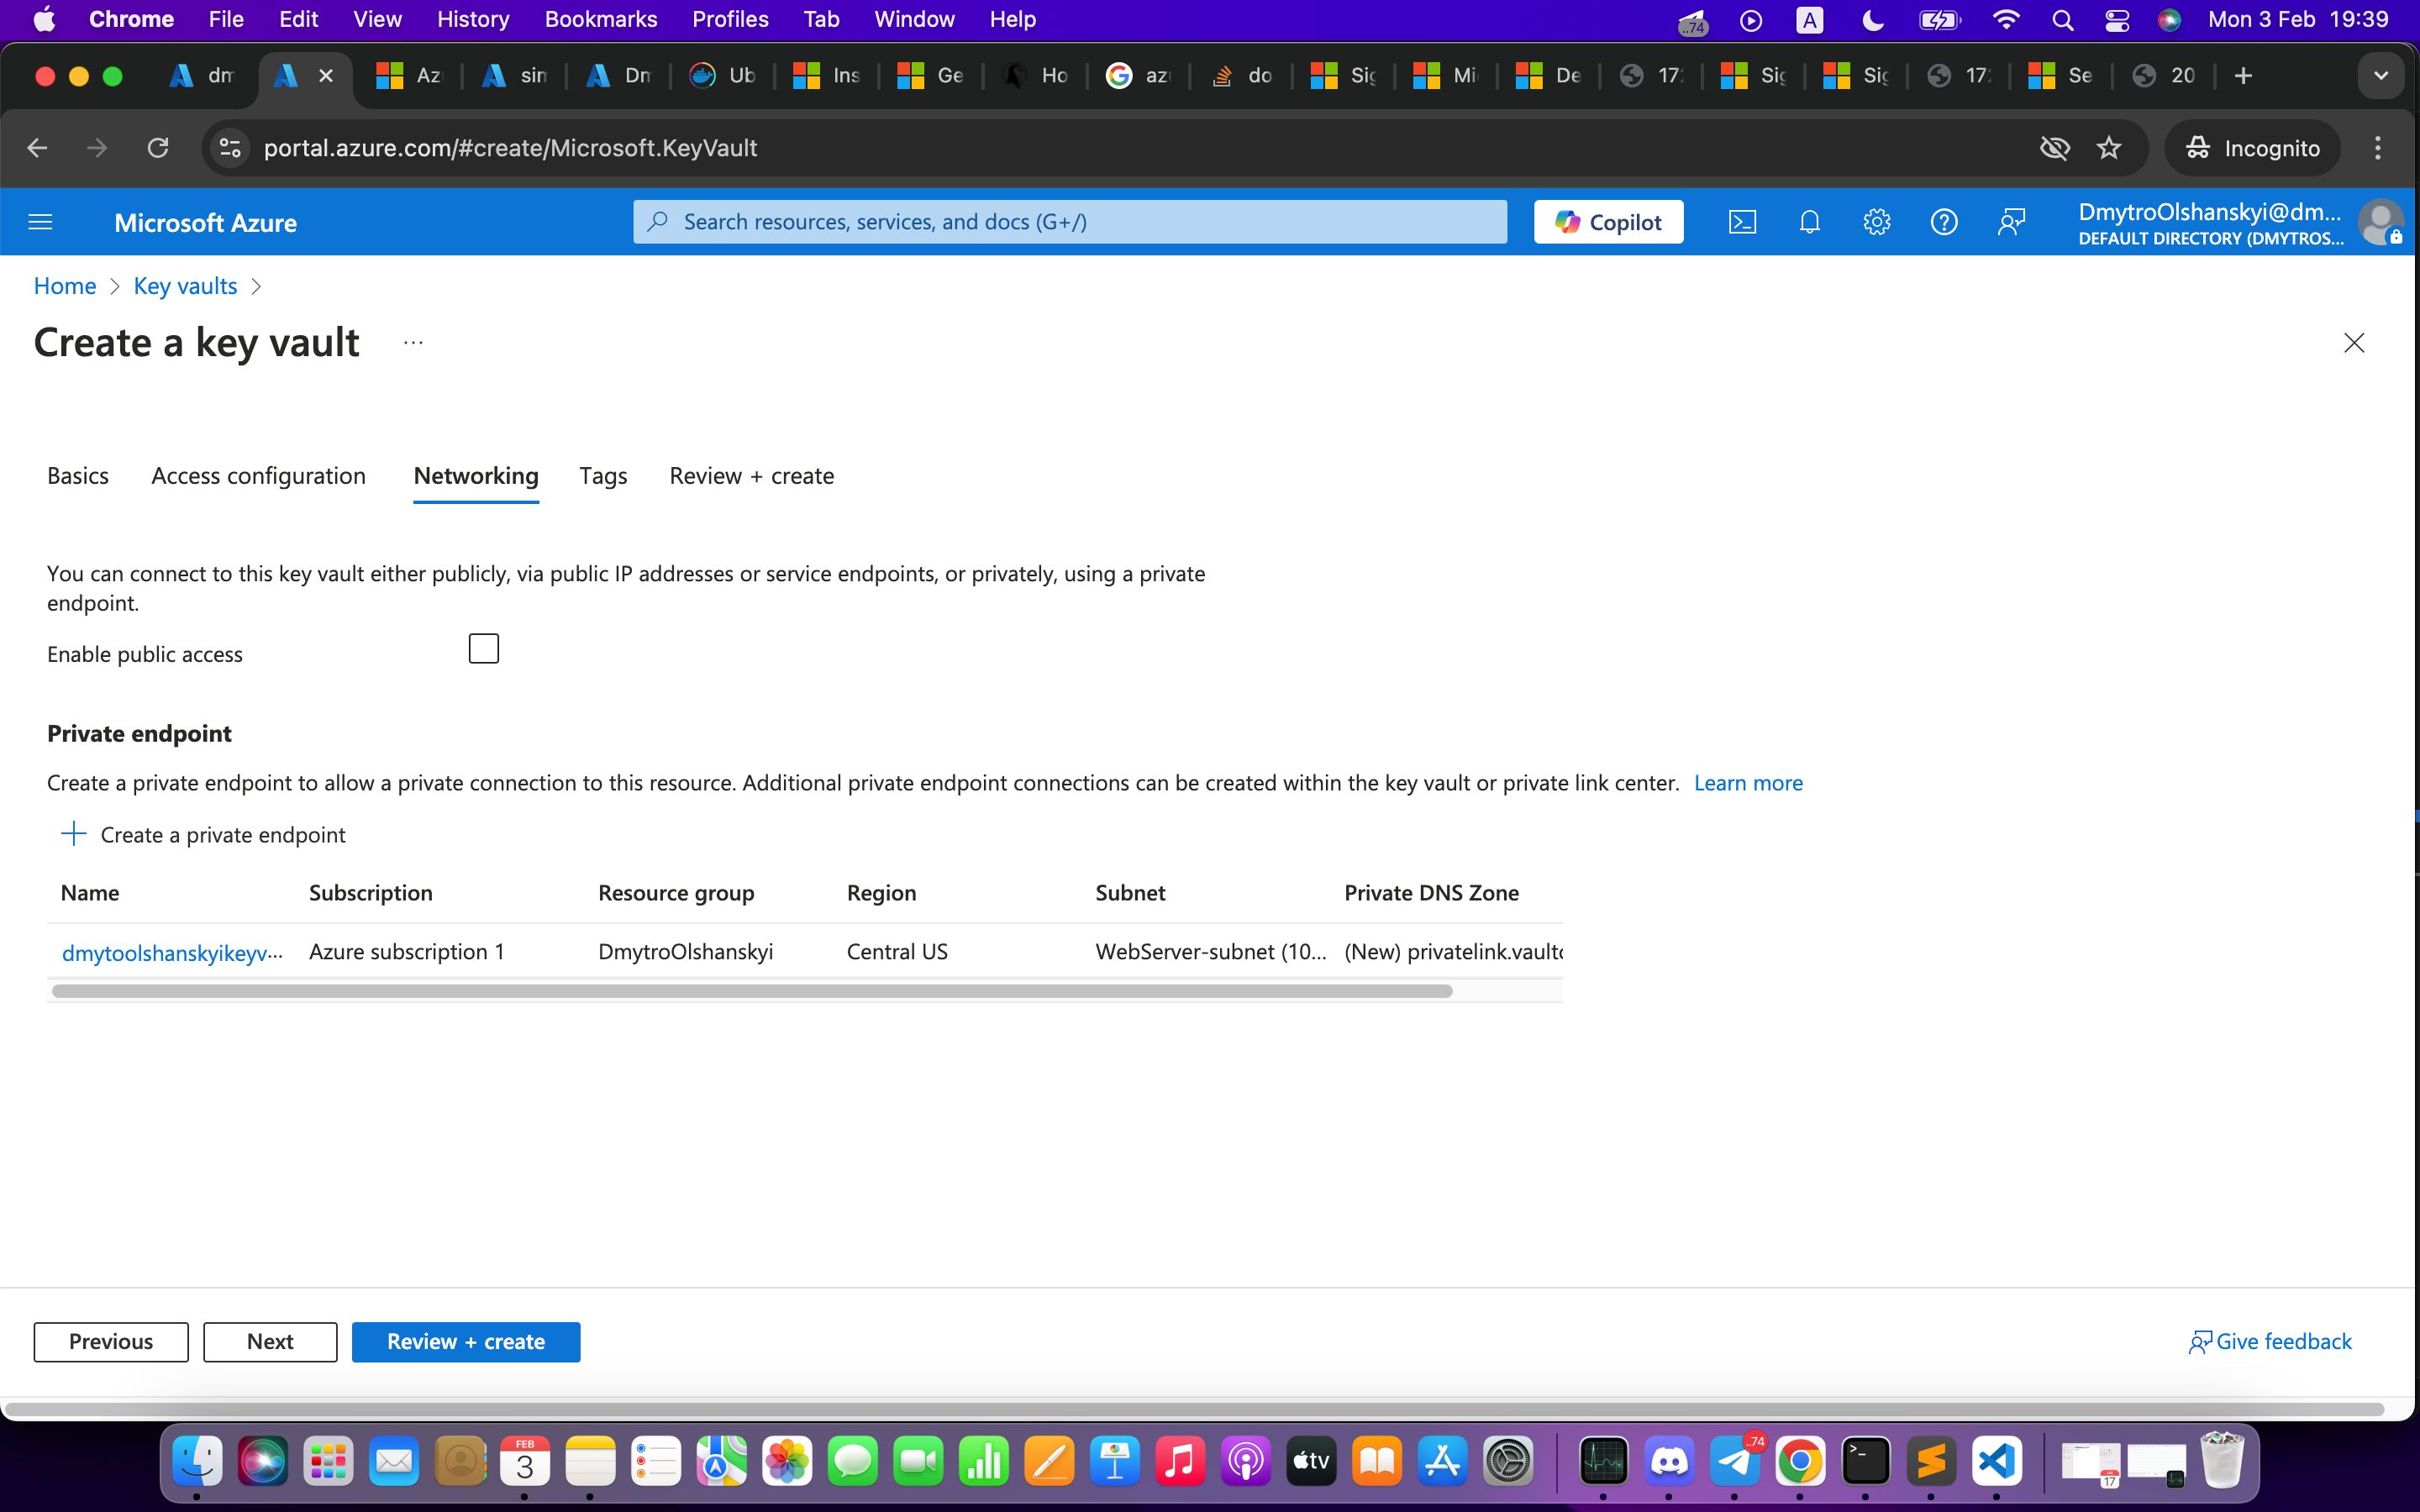 Chrome File Edit View History Bookmarks Profiles Tab Window Help ..74 A Mon 3 Feb 19:39
dm Az sim Dm Ub Ins Ge Ho az do Sig Mi De 17 Sig Sig 17 Se 20
portal.azure.com/#create/Microsoft.KeyVault Incognito
Microsoft Azure Search resources, services, and docs (G+/) Copilot DmytroOlshanskyi@dm...
DEFAULT DIRECTORY (DMYTROS...
Home > Key vaults >
Create a key vault ...
Basics Access configuration Networking Tags Review + create
You can connect to this key vault either publicly, via public IP addresses or service endpoints, or privately, using a private
endpoint.
Enable public access
Private endpoint
Create a private endpoint to allow a private connection to this resource. Additional private endpoint connections can be created within the key vault or private link center. Learn more
+ Create a private endpoint
Name Subscription Resource group Region Subnet Private DNS Zone
dmytoolshanskyikeyv... Azure subscription 1 DmytroOlshanskyi Central US WebServer-subnet (10... (New) privatelink.vault
Previous Next Review + create Give feedback
FEB
3
tv
..74
17